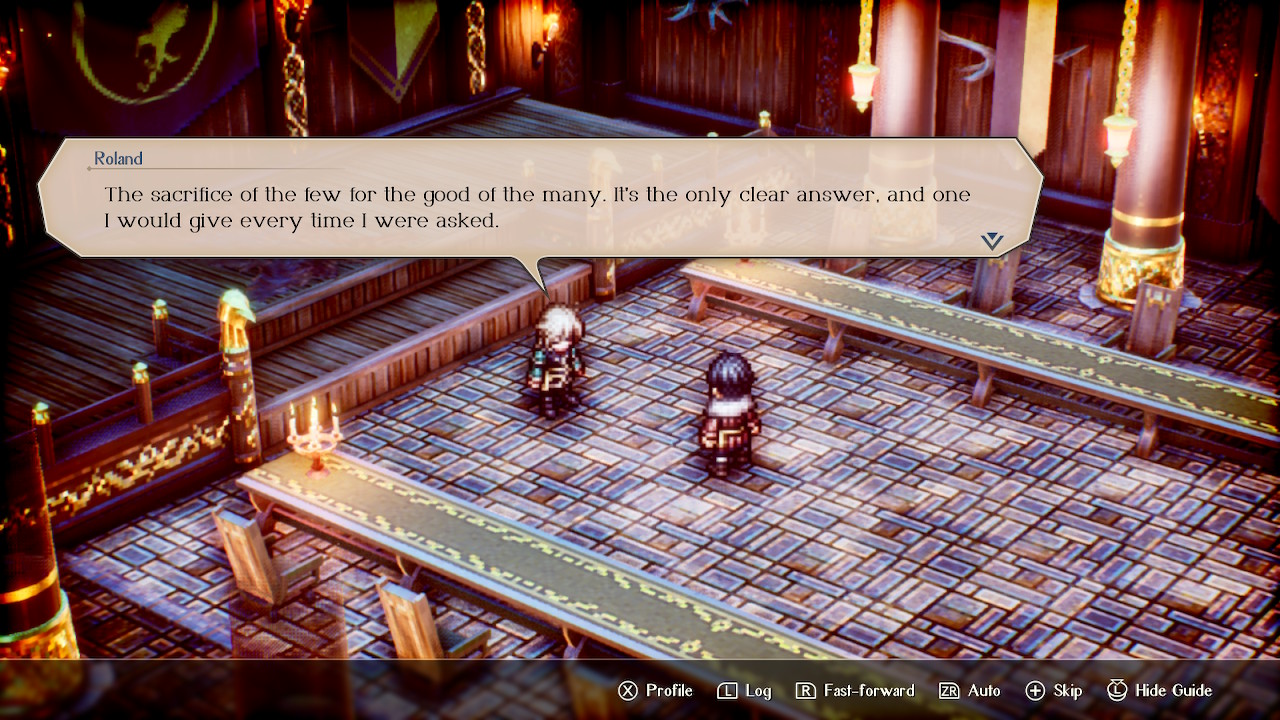 Roland
The sacrifice of the few for the good of the many. It's the only clear answer, and one
I would give every time I were asked.
X Profile L Log R Fast-forward ZR Auto + Skip L Hide Guide